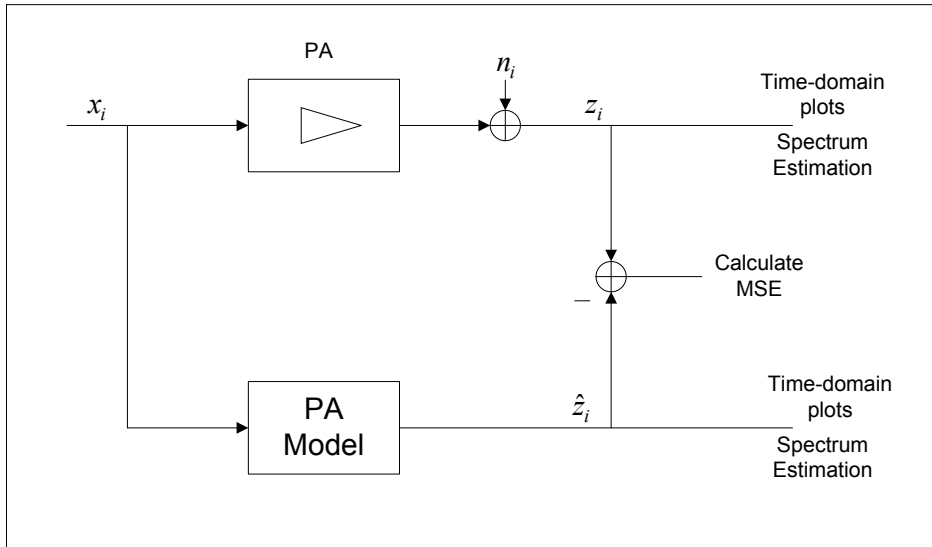 PA
n_i
x_i
z_i
Time-domain
plots
Spectrum
Estimation
Calculate
MSE
−
PA
Model
ẑ_i
Time-domain
plots
Spectrum
Estimation